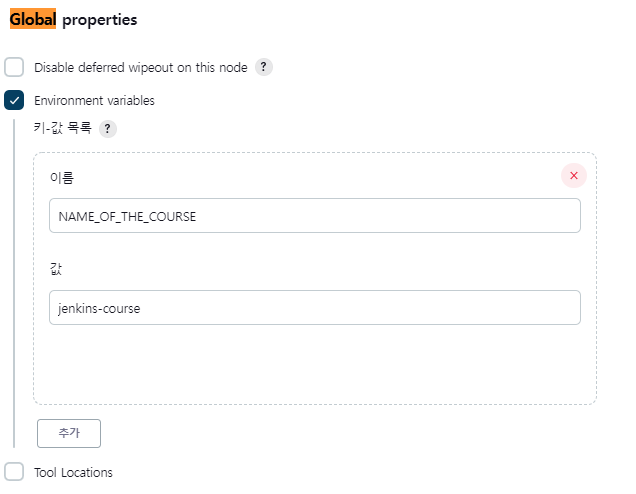 Global properties
Disable deferred wipeout on this node ?
Environment variables
키-값 목록 ?
이름
NAME_OF_THE_COURSE
값
jenkins-course
추가
Tool Locations